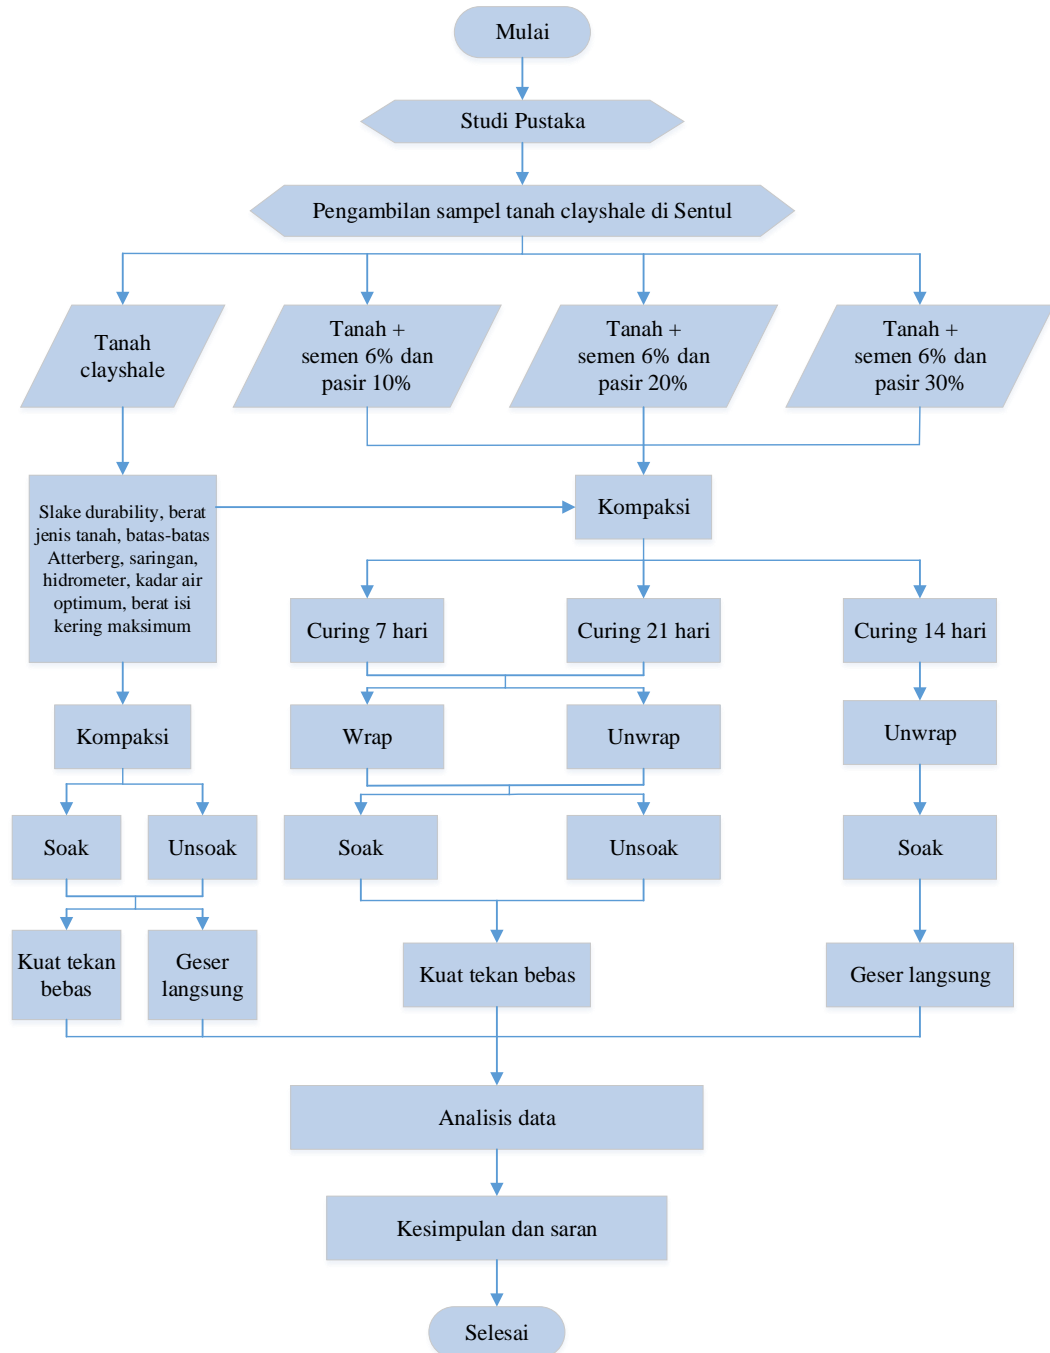 Mulai
Studi Pustaka
Pengambilan sampel tanah clayshale di Sentul
Tanah
clayshale
Tanah +
semen 6% dan
pasir 10%
Tanah +
semen 6% dan
pasir 20%
Tanah +
semen 6% dan
pasir 30%
Slake durability, berat
jenis tanah, batas-batas
Atterberg, saringan,
hidrometer, kadar air
optimum, berat isi
kering maksimum
Kompaksi
Curing 7 hari
Curing 21 hari
Curing 14 hari
Kompaksi
Wrap
Unwrap
Unwrap
Soak
Unsoak
Soak
Unsoak
Soak
Kuat tekan
bebas
Geser
langsung
Kuat tekan bebas
Geser langsung
Analisis data
Kesimpulan dan saran
Selesai